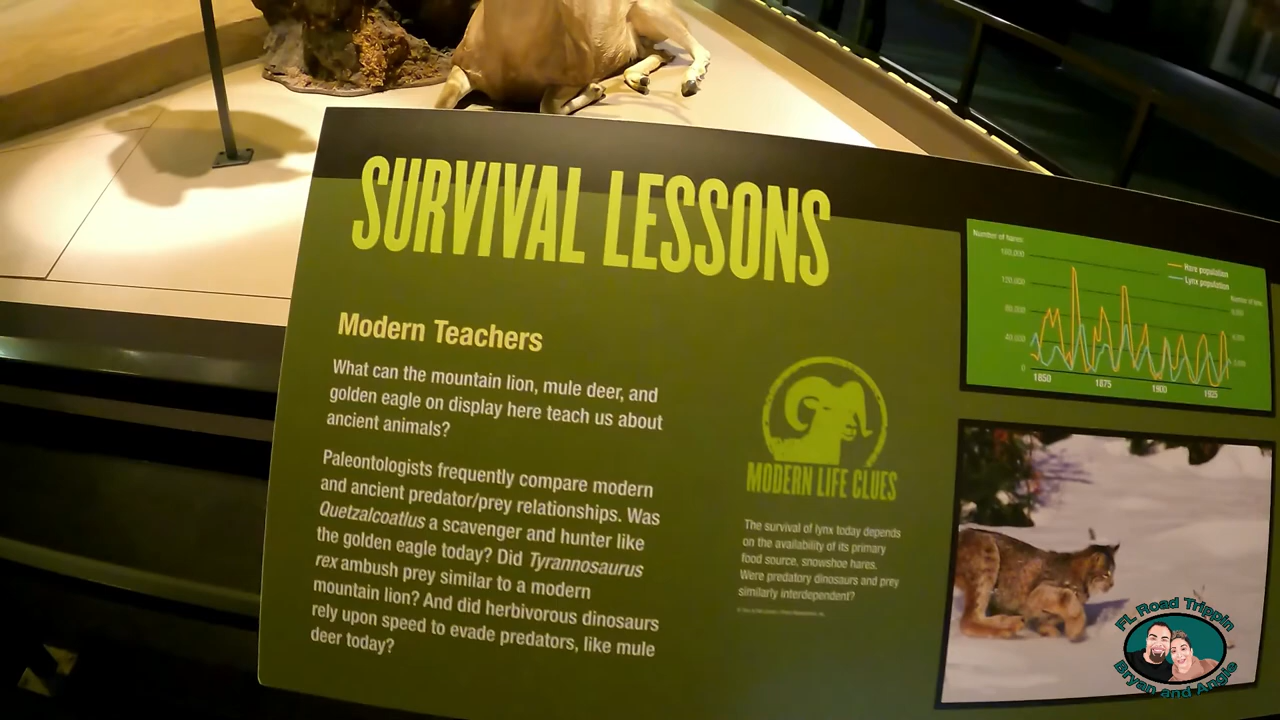 SURVIVAL LESSONS
Modern Teachers
What can the mountain lion, mule deer, and
golden eagle on display here teach us about
ancient animals?
Paleontologists frequently compare modern
and ancient predator/prey relationships. Was
Quetzalcoatlus a scavenger and hunter like
the golden eagle today? Did Tyrannosaurus
rex ambush prey similar to a modern
mountain lion? And did herbivorous dinosaurs
rely upon speed to evade predators, like mule
deer today?
MODERN LIFE CLUES
The survival of lynx today depends
on the availability of its primary
food source, snowshoe hares.
Were predatory dinosaurs and prey
similarly interdependent?
Number of hares
160,000
120,000
80,000
40,000
0
Hare population
Lynx population
1850 1875 1900 1925
FL Road Trippin
Bryan and Angie